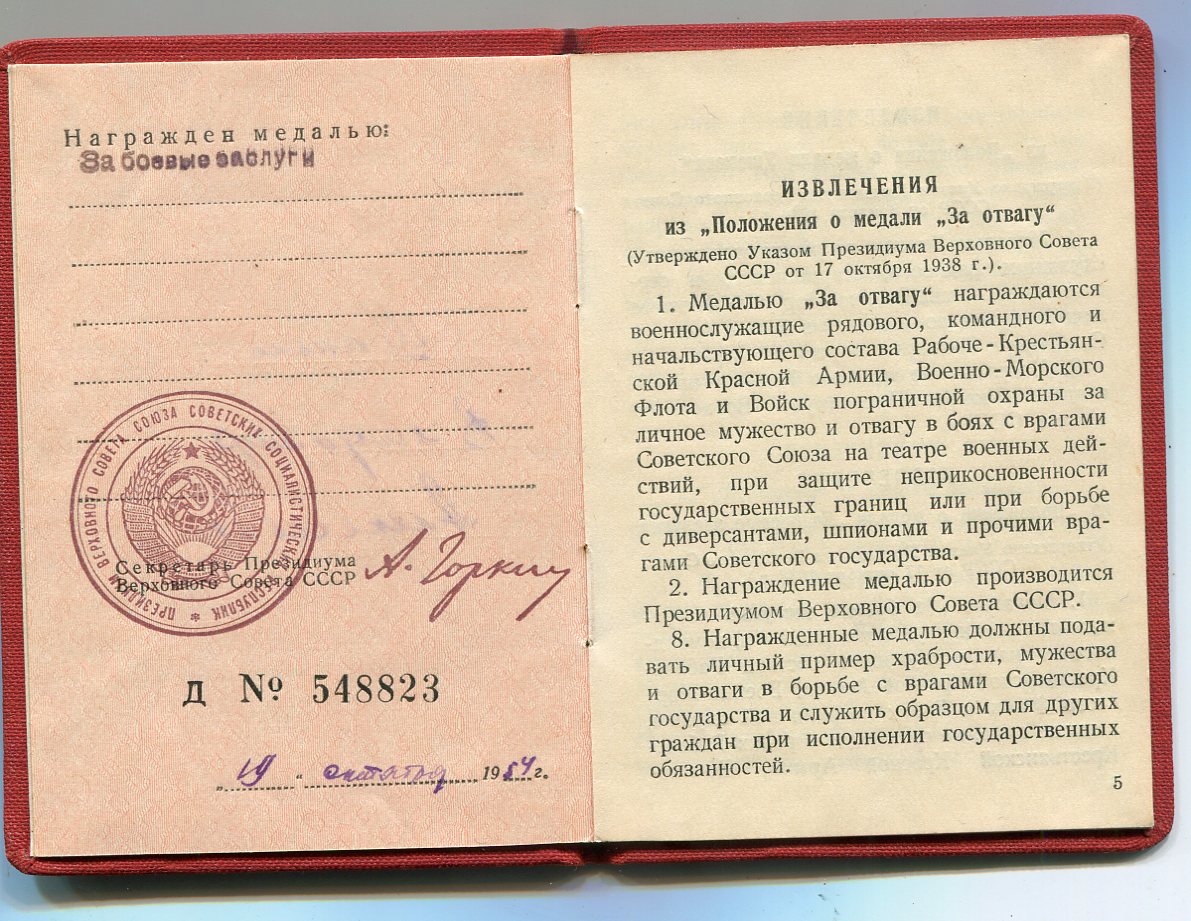 Награжден медалью:
За боевые заслуги
ПРЕЗИДИУМ ВЕРХОВНОГО СОВЕТА СОЮЗА СОВЕТСКИХ СОЦИАЛИСТИЧЕСКИХ РЕСПУБЛИК *
Секретарь Президиума
Верховного Совета СССР А. Горкин
Д № 548823
„19“ октября 1954 г.
ИЗВЛЕЧЕНИЯ
из „Положения о медали „За отвагу“
(Утверждено Указом Президиума Верховного Совета
СССР от 17 октября 1938 г.).
1. Медалью „За отвагу“ награждаются
военнослужащие рядового, командного и
начальствующего состава Рабоче-Крестьян-
ской Красной Армии, Военно-Морского
Флота и Войск пограничной охраны за
личное мужество и отвагу в боях с врагами
Советского Союза на театре военных дей-
ствий, при защите неприкосновенности
государственных границ или при борьбе
с диверсантами, шпионами и прочими вра-
гами Советского государства.
2. Награждение медалью производится
Президиумом Верховного Совета СССР.
8. Награжденные медалью должны пода-
вать личный пример храбрости, мужества
и отваги в борьбе с врагами Советского
государства и служить образцом для других
граждан при исполнении государственных
обязанностей.
5